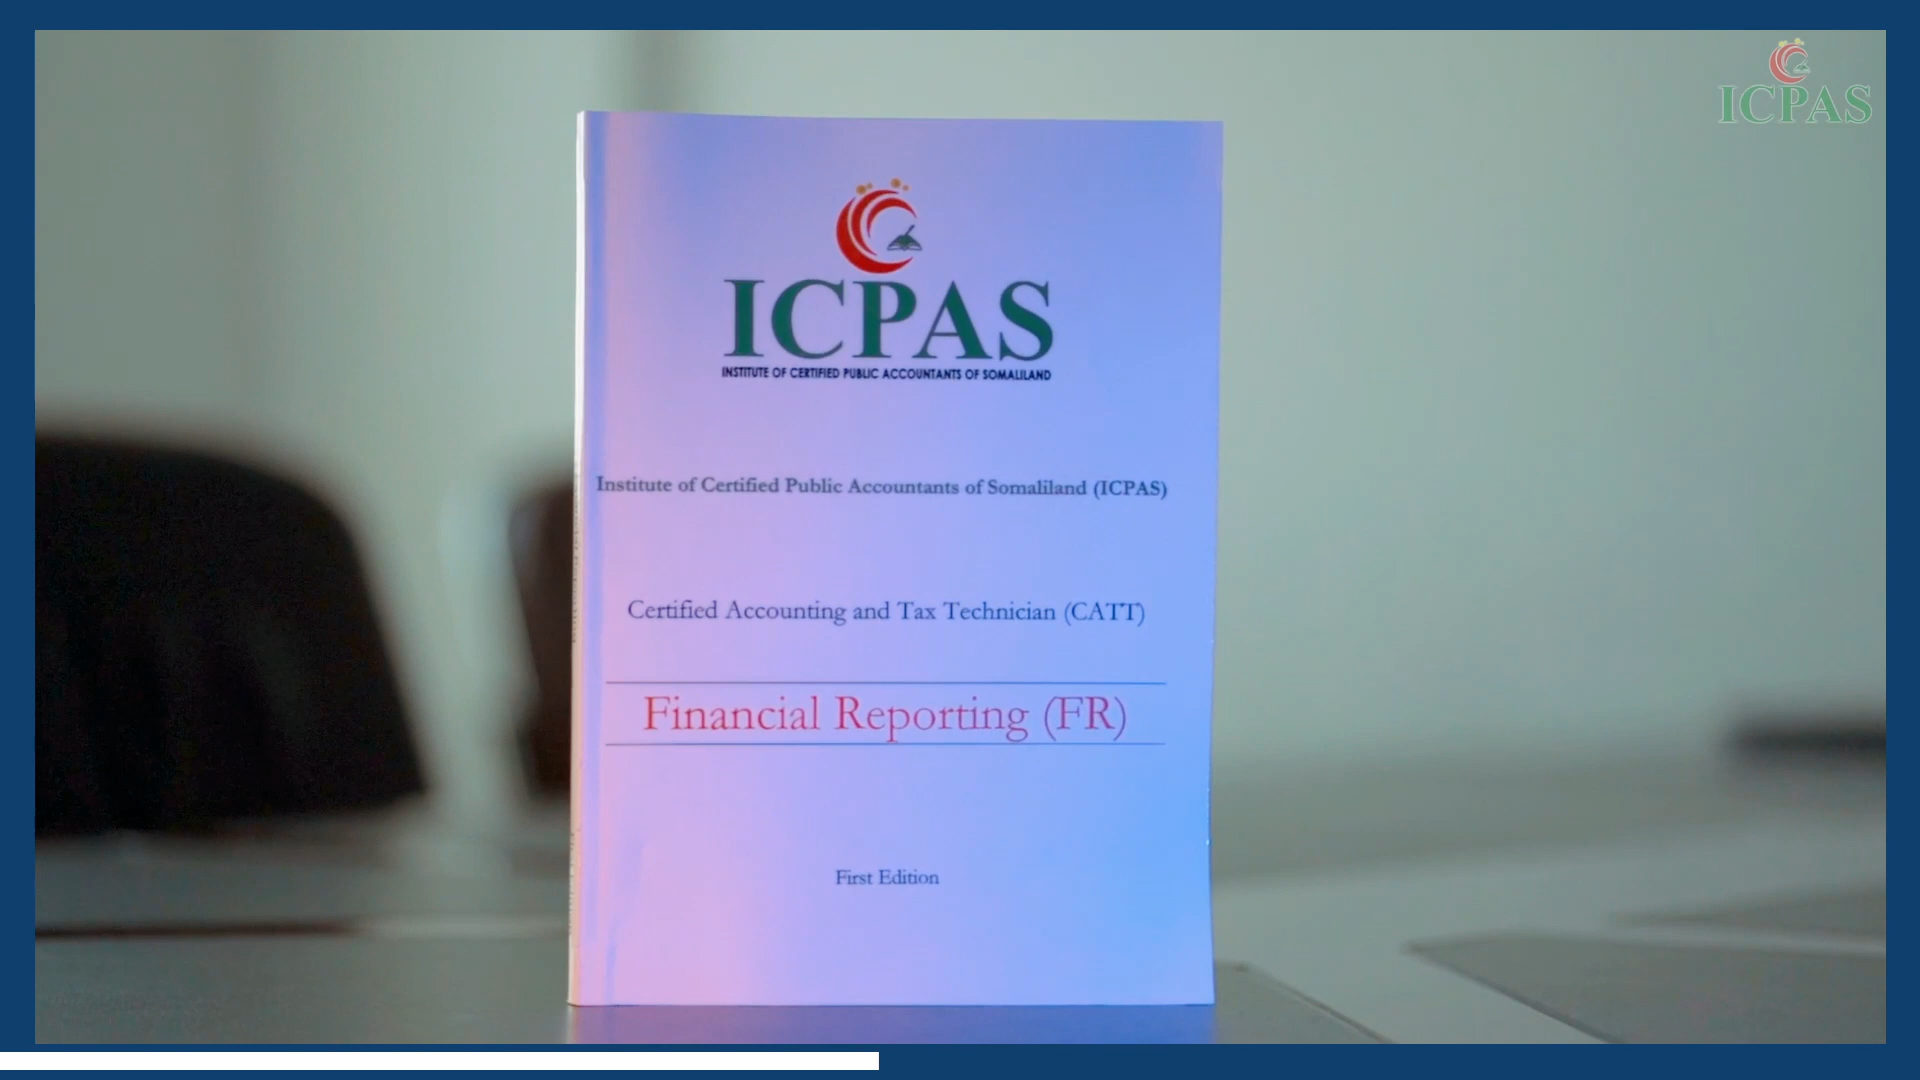 ICPAS
ICPAS
INSTITUTE OF CERTIFIED PUBLIC ACCOUNTANTS OF SOMALILAND
Institute of Certified Public Accountants of Somaliland (ICPAS)
Certified Accounting and Tax Technician (CATT)
Financial Reporting (FR)
First Edition